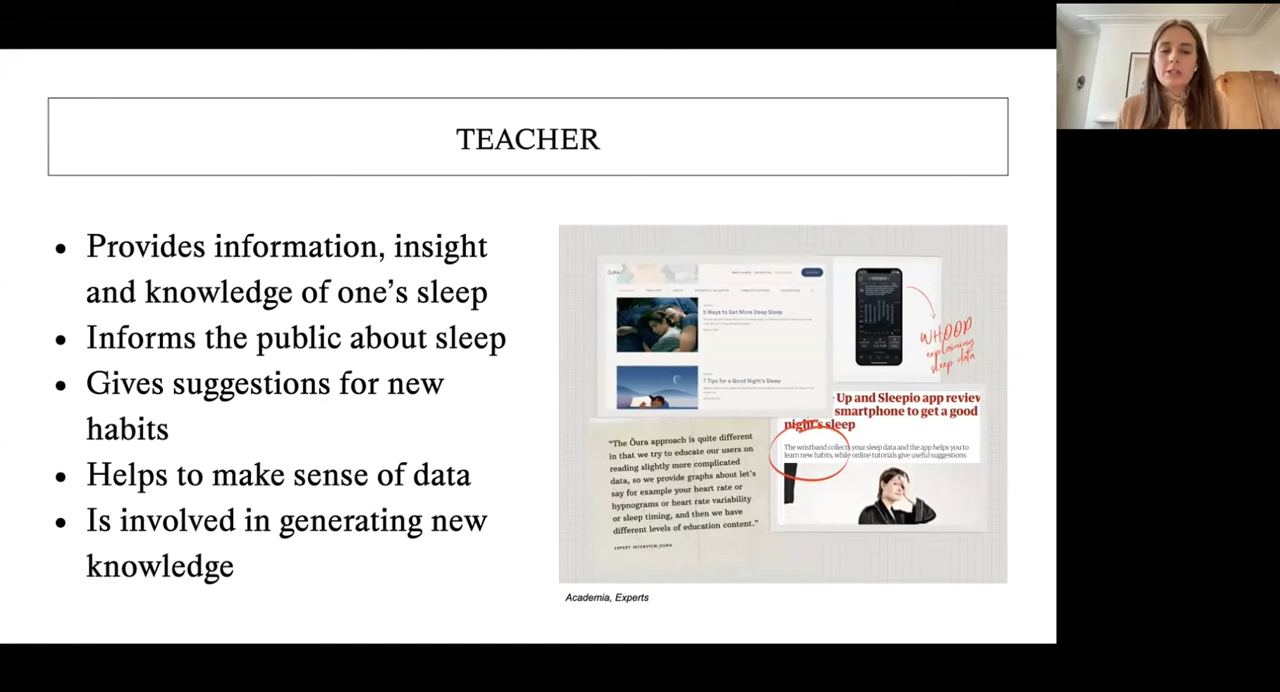 TEACHER
• Provides information, insight
and knowledge of one's sleep
• Informs the public about sleep
• Gives suggestions for new
habits
• Helps to make sense of data
• Is involved in generating new
knowledge
5 Ways to Get More Deep Sleep
7 Tips for a Good Night's Sleep
WHOOP
explaining
sleep data
Up and Sleepio app review
smartphone to get a good
night's sleep
The wristband collects your sleep data and the app helps you to
learn new habits, while online tutorials give useful suggestions
"The Ōura approach is quite different
in that we try to educate our users on
reading slightly more complicated
data, so we provide graphs about let's
say for example your heart rate or
hypnograms or heart rate variability
or sleep timing, and then we have
different levels of education content."
EXPERT INTERVIEW /OURA
Academia, Experts